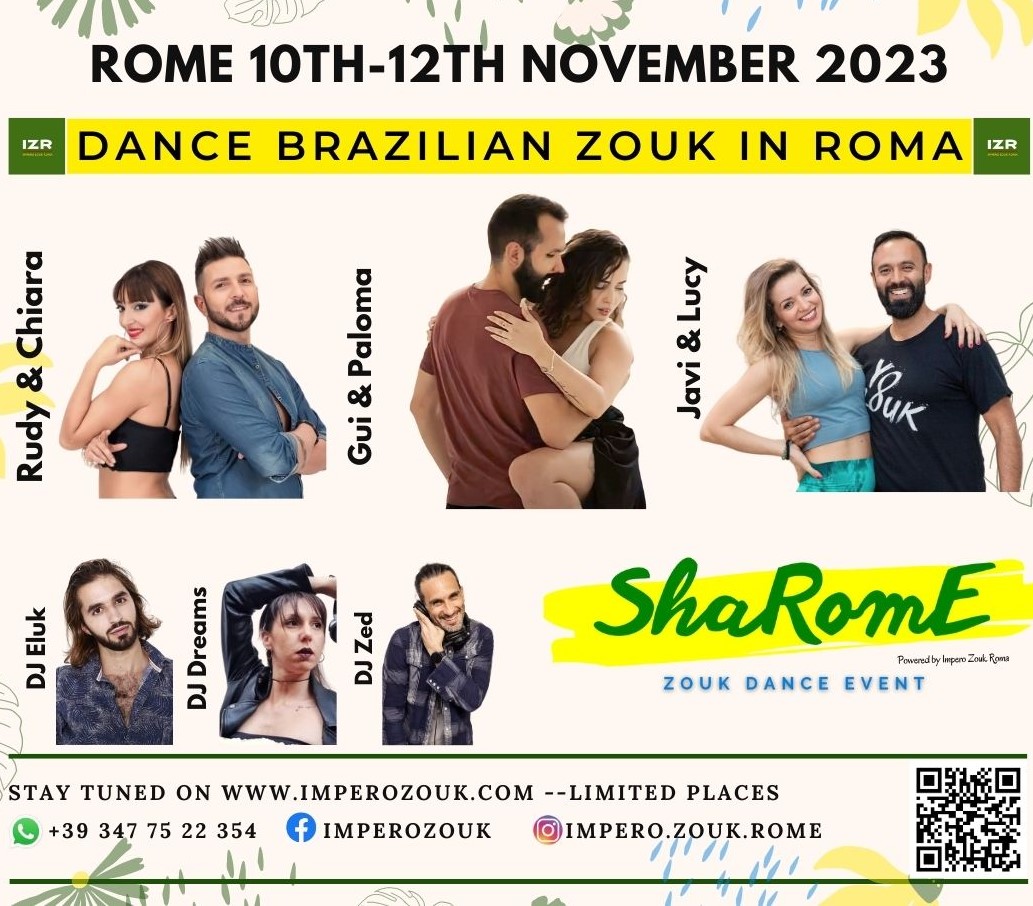 ROME 10TH-12TH NOVEMBER 2023
IZR
DANCE BRAZILIAN ZOUK IN ROMA
IZR
Rudy & Chiara
Gui & Paloma
Javi & Lucy
YO
ZOUK
DJ Eluk
DJ Dreams
DJ Zed
ShaRomE
Powered by Impero Zouk Roma
ZOUK DANCE EVENT
STAY TUNED ON WWW.IMPEROZOUK.COM --LIMITED PLACES
+39 347 75 22 354 IMPEROZOUK IMPERO.ZOUK.ROME